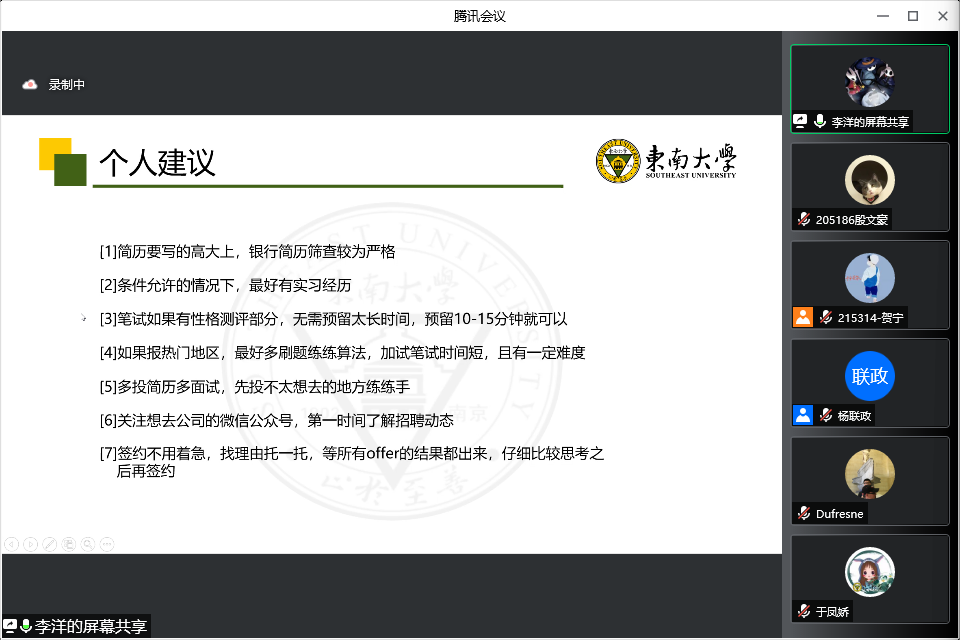 腾讯会议
录制中
个人建议
东南大学
SOUTHEAST UNIVERSITY
[1]简历要写的高大上，银行简历筛查较为严格
[2]条件允许的情况下，最好有实习经历
[3]笔试如果有性格测评部分，无需预留太长时间，预留10-15分钟就可以
[4]如果报热门地区，最好多刷题练练算法，加试笔试时间短，且有一定难度
[5]多投简历多面试，先投不太想去的地方练练手
[6]关注想去公司的微信公众号，第一时间了解招聘动态
[7]签约不用着急，找理由托一托，等所有offer的结果都出来，仔细比较思考之
后再签约
李洋的屏幕共享
李洋的屏幕共享
205186殷文豪
215314-贺宁
联政
杨联政
Dufresne
于凤娇